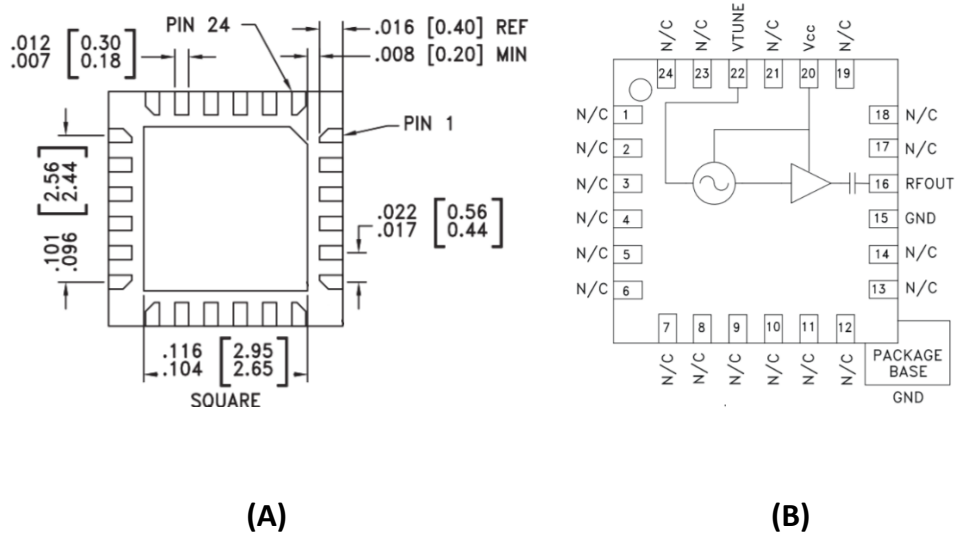 PIN 24
.012 [0.30]
.007 [0.18]
.016 [0.40] REF
.008 [0.20] MIN
PIN 1
[2.56]
[2.44]
.101
.096
.022 [0.56]
.017 [0.44]
.116 [2.95]
.104 [2.65]
SQUARE
(A)
N/C N/C VTUNE N/C Vcc N/C
24 23 22 21 20 19
N/C 1
N/C 2
N/C 3
N/C 4
N/C 5
N/C 6
18 N/C
17 N/C
16 RFOUT
15 GND
14 N/C
13 N/C
7 8 9 10 11 12
N/C N/C N/C N/C N/C N/C
PACKAGE
BASE
GND
(B)